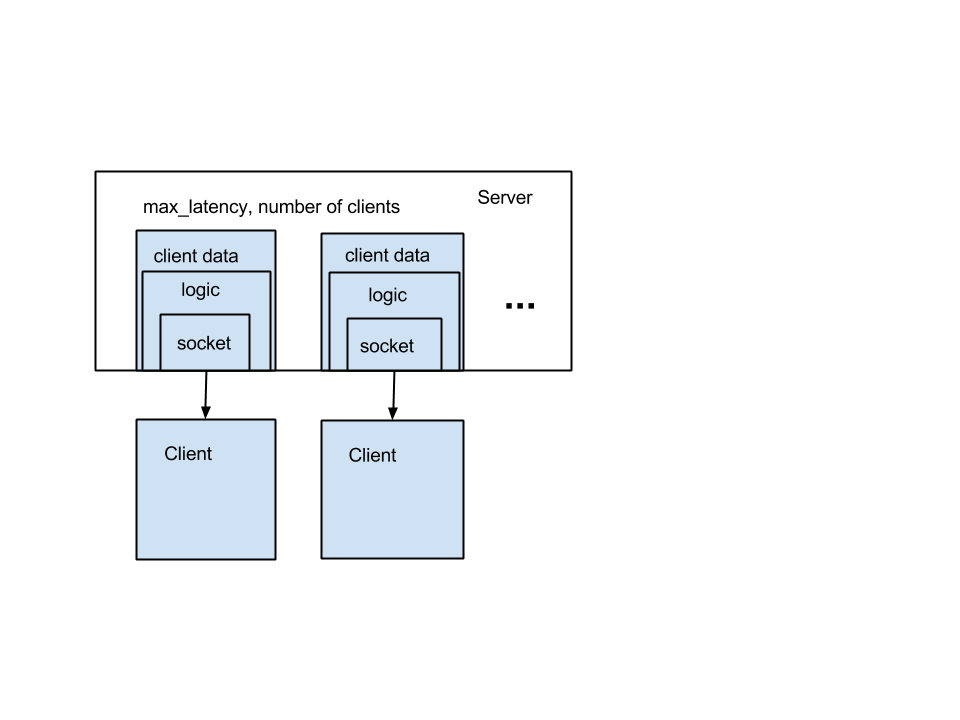 Server
max_latency, number of clients
client data
client data
logic
logic
...
socket
socket
Client
Client